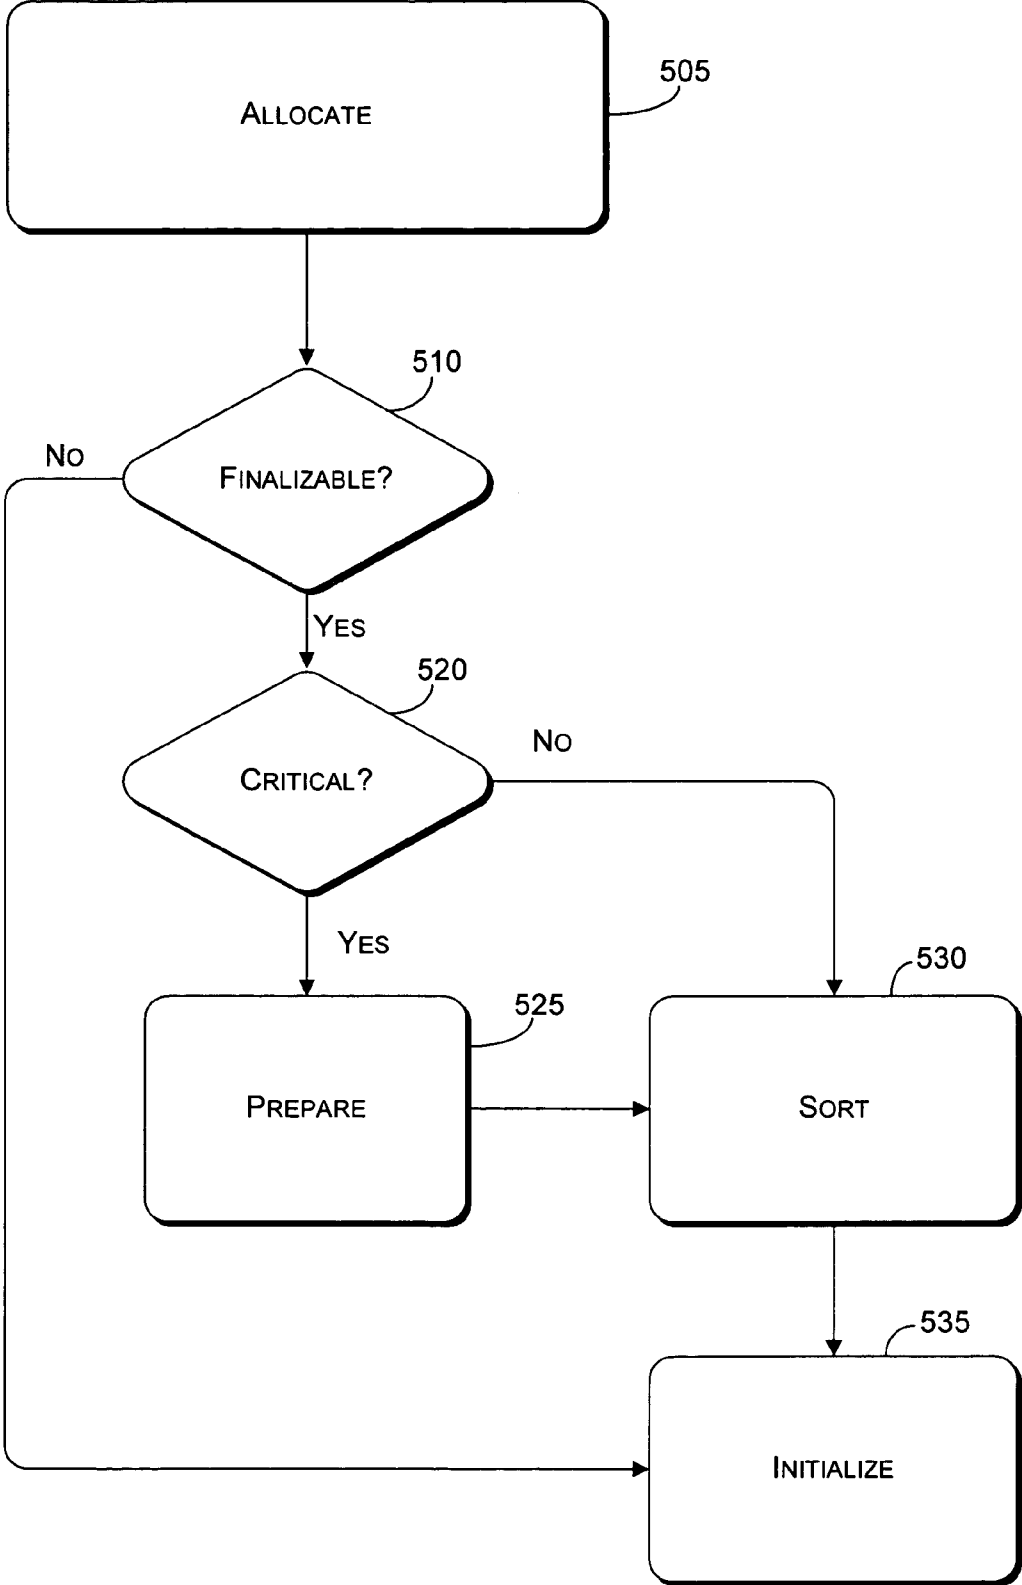 ALLOCATE
505
510
NO
FINALIZABLE?
YES
520
NO
CRITICAL?
YES
530
525
PREPARE
SORT
535
INITIALIZE